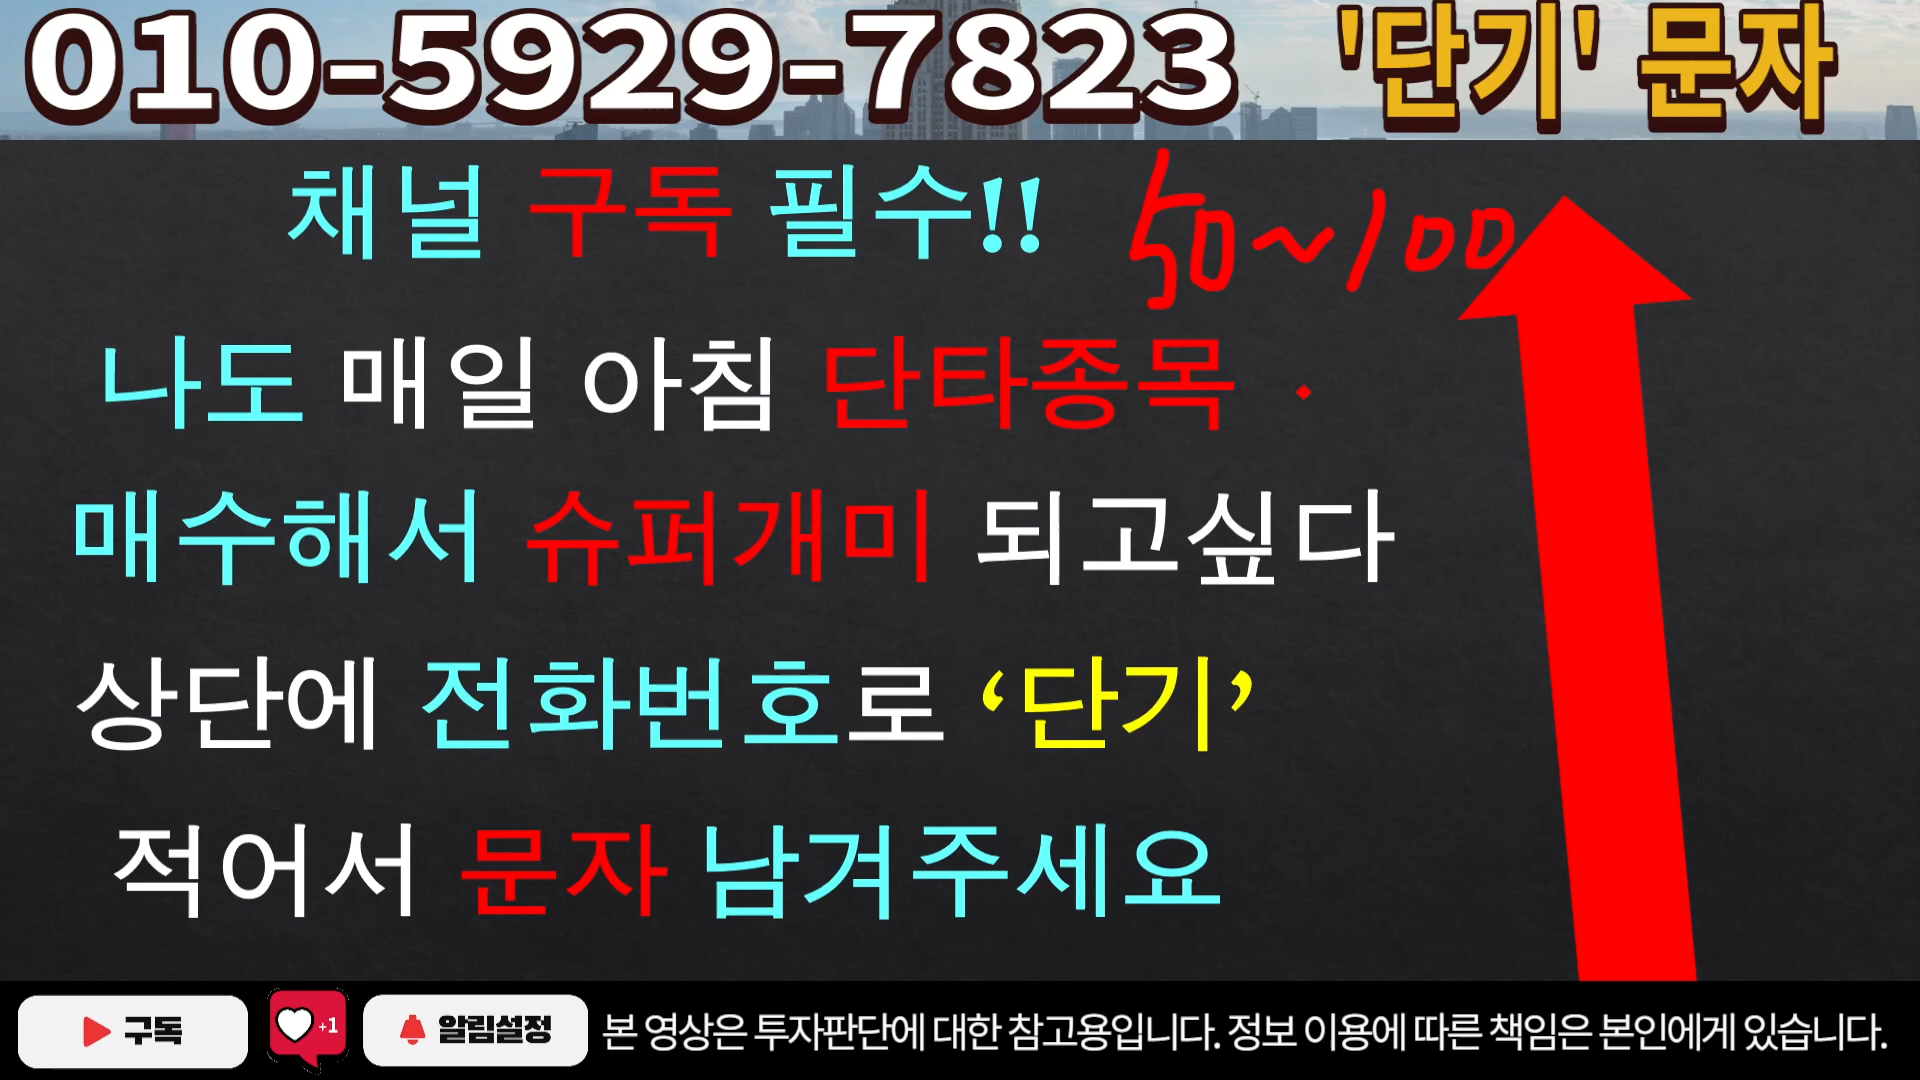 010-5929-7823 '단기' 문자
채널 구독 필수!! 50~100
나도 매일 아침 단타종목
매수해서 슈퍼개미 되고싶다
상단에 전화번호로 ‘단기’
적어서 문자 남겨주세요
구독 +1 알림설정 본 영상은 투자판단에 대한 참고용입니다. 정보 이용에 따른 책임은 본인에게 있습니다.